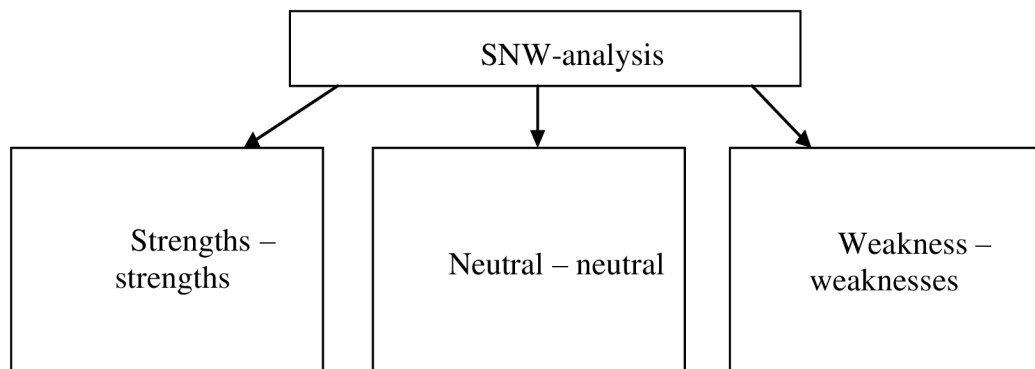 SNW-analysis
Strengths –
strengths
Neutral – neutral
Weakness –
weaknesses